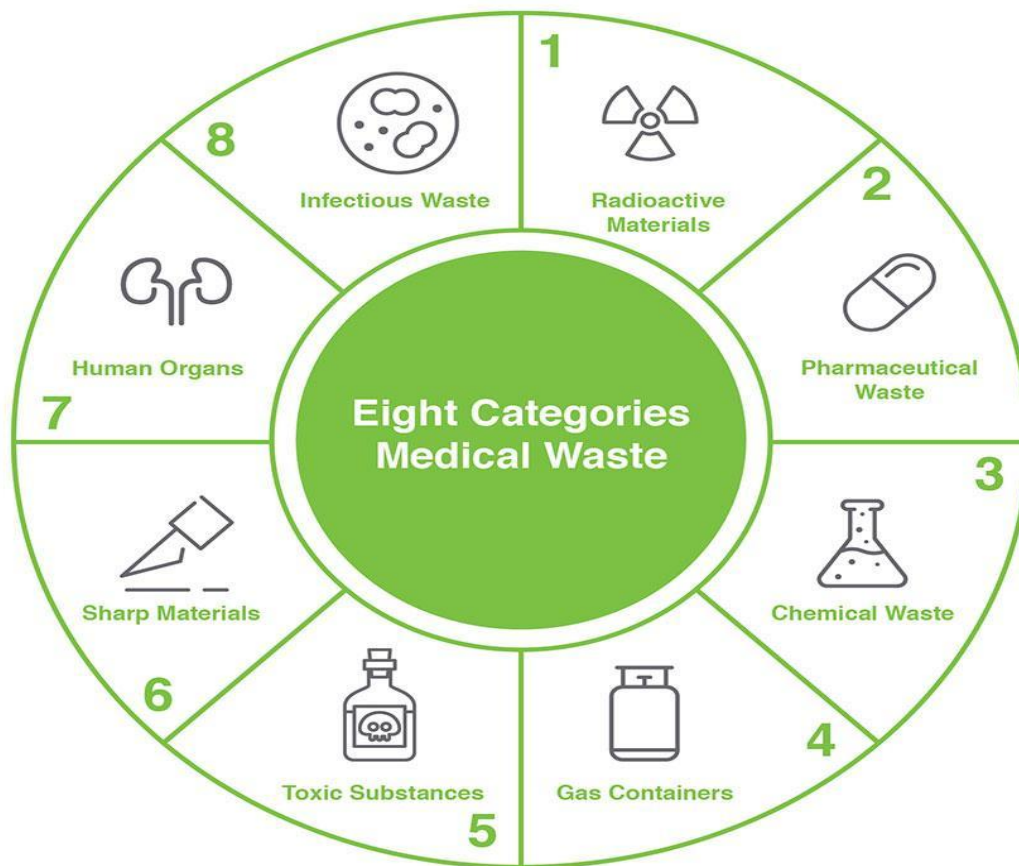 Eight Categories
Medical Waste
1
Radioactive
Materials
2
Pharmaceutical
Waste
3
Chemical Waste
4
Gas Containers
5
Toxic Substances
6
Sharp Materials
7
Human Organs
8
Infectious Waste